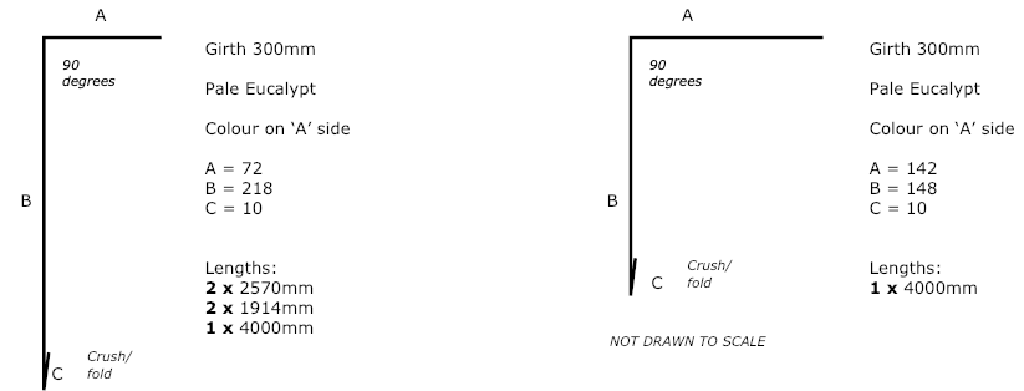 A
90
degrees
B
C
Crush/
fold
Girth 300mm
Pale Eucalypt
Colour on ‘A’ side
A = 72
B = 218
C = 10
Lengths:
2 x 2570mm
2 x 1914mm
1 x 4000mm
A
90
degrees
B
C
Crush/
fold
NOT DRAWN TO SCALE
Girth 300mm
Pale Eucalypt
Colour on ‘A’ side
A = 142
B = 148
C = 10
Lengths:
1 x 4000mm